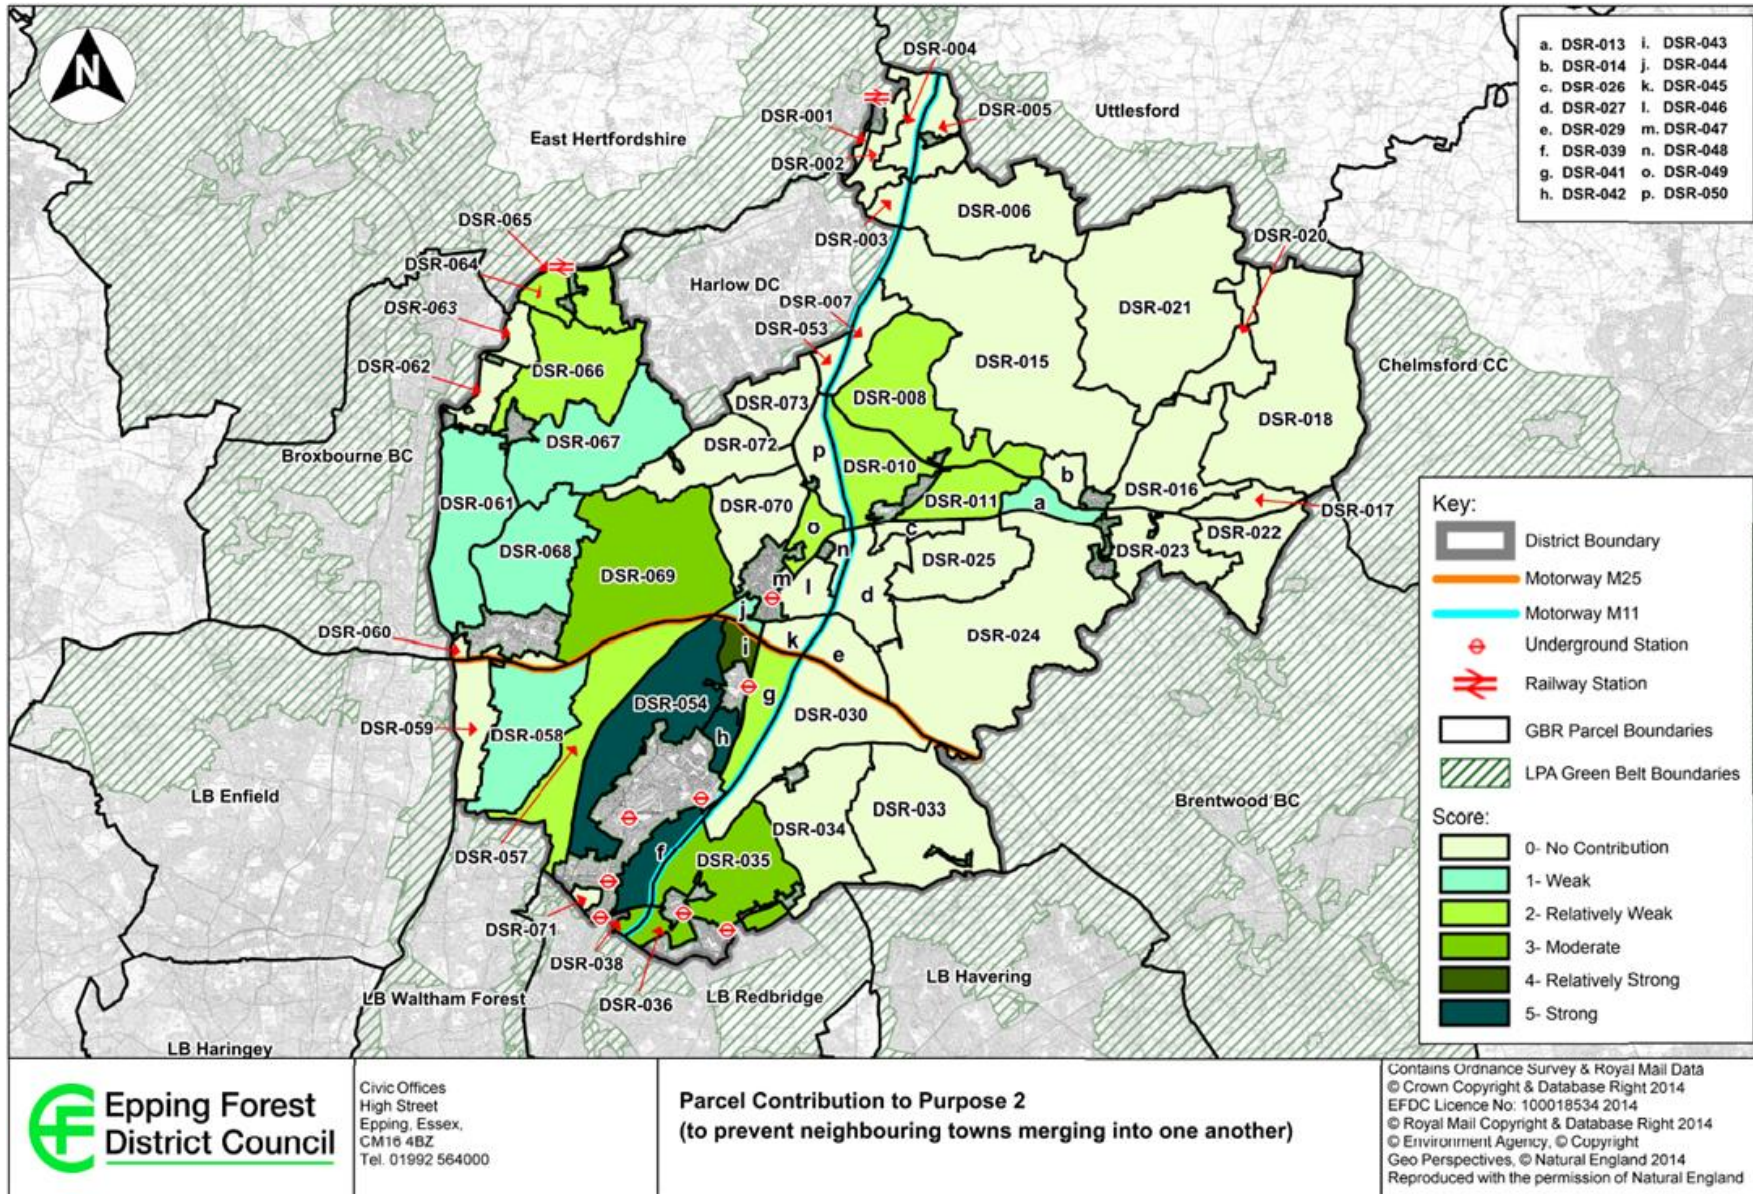 N
DSR-004
DSR-001
DSR-005
Uttlesford
East Hertfordshire
DSR-002
DSR-006
DSR-065
DSR-003
DSR-020
DSR-064
Harlow DC
DSR-021
DSR-063
DSR-007
DSR-053
DSR-015
DSR-062
DSR-066
Chelmsford CC
DSR-073
DSR-008
DSR-018
DSR-067
DSR-072
Broxbourne BC
p
DSR-010
b
DSR-061
DSR-070
DSR-011
a
DSR-016
DSR-017
o
c
DSR-022
DSR-068
n
DSR-025
DSR-023
DSR-069
m
l
d
j
DSR-060
i
k
e
DSR-024
DSR-054
g
DSR-059
DSR-058
h
DSR-030
LB Enfield
Brentwood BC
DSR-033
DSR-034
DSR-057
f
DSR-035
DSR-071
DSR-038
LB Havering
LB Waltham Forest
DSR-036
LB Redbridge
LB Haringey
a. DSR-013 i. DSR-043
b. DSR-014 j. DSR-044
c. DSR-026 k. DSR-045
d. DSR-027 l. DSR-046
e. DSR-029 m. DSR-047
f. DSR-039 n. DSR-048
g. DSR-041 o. DSR-049
h. DSR-042 p. DSR-050
Key:
District Boundary
Motorway M25
Motorway M11
Underground Station
Railway Station
GBR Parcel Boundaries
LPA Green Belt Boundaries
Score:
0- No Contribution
1- Weak
2- Relatively Weak
3- Moderate
4- Relatively Strong
5- Strong
Epping Forest
District Council
Civic Offices
High Street
Epping, Essex,
CM16 4BZ
Tel. 01992 564000
Parcel Contribution to Purpose 2
(to prevent neighbouring towns merging into one another)
Contains Ordnance Survey & Royal Mail Data
© Crown Copyright & Database Right 2014
EFDC Licence No: 100018534 2014
© Royal Mail Copyright & Database Right 2014
© Environment Agency, © Copyright
Geo Perspectives, © Natural England 2014
Reproduced with the permission of Natural England